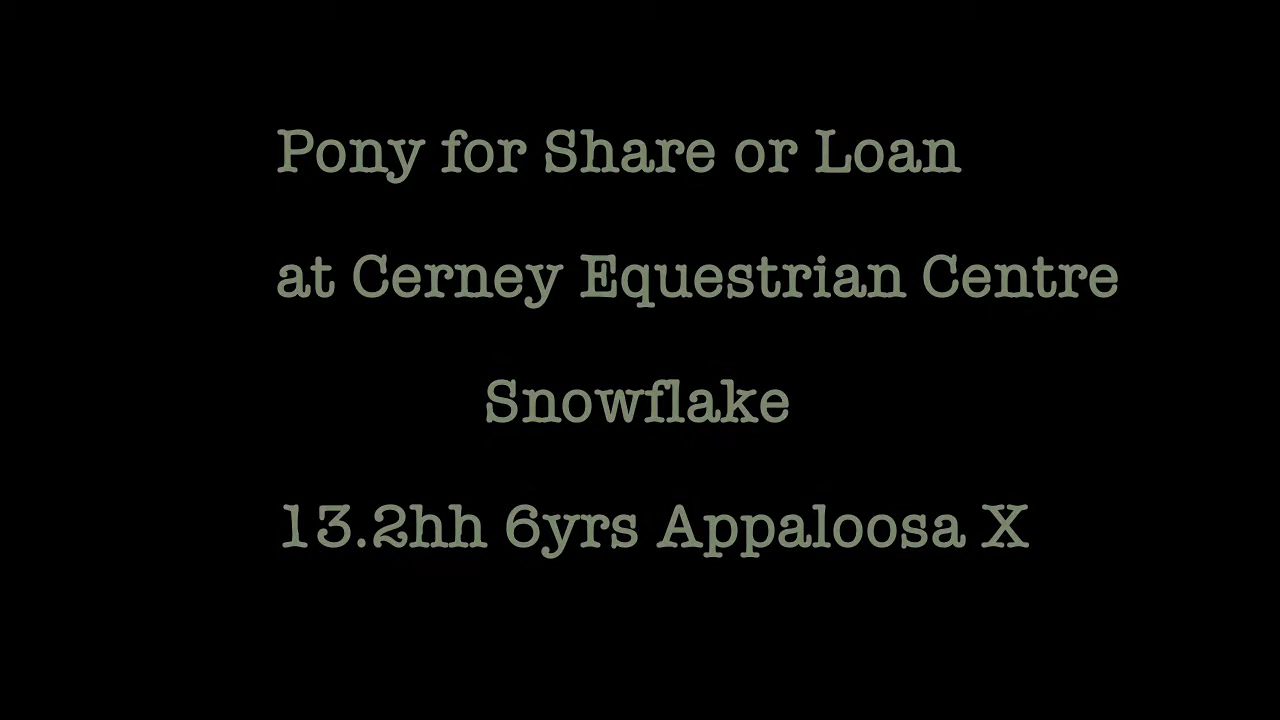 Pony for Share or Loan
at Cerney Equestrian Centre
Snowflake
13.2hh 6yrs Appaloosa X